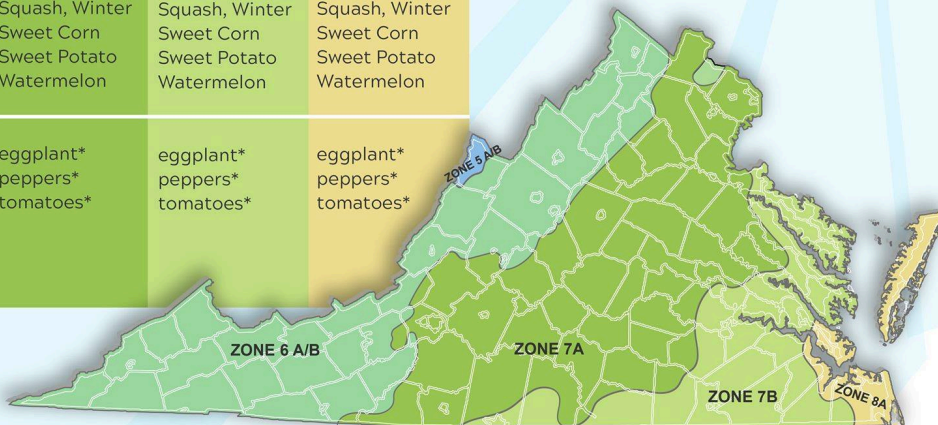 Squash, Winter
Sweet Corn
Sweet Potato
Watermelon
eggplant*
peppers*
tomatoes*
Squash, Winter
Sweet Corn
Sweet Potato
Watermelon
eggplant*
peppers*
tomatoes*
Squash, Winter
Sweet Corn
Sweet Potato
Watermelon
eggplant*
peppers*
tomatoes*
ZONE 5 A/B
ZONE 6 A/B
ZONE 7A
ZONE 7B
ZONE 8A